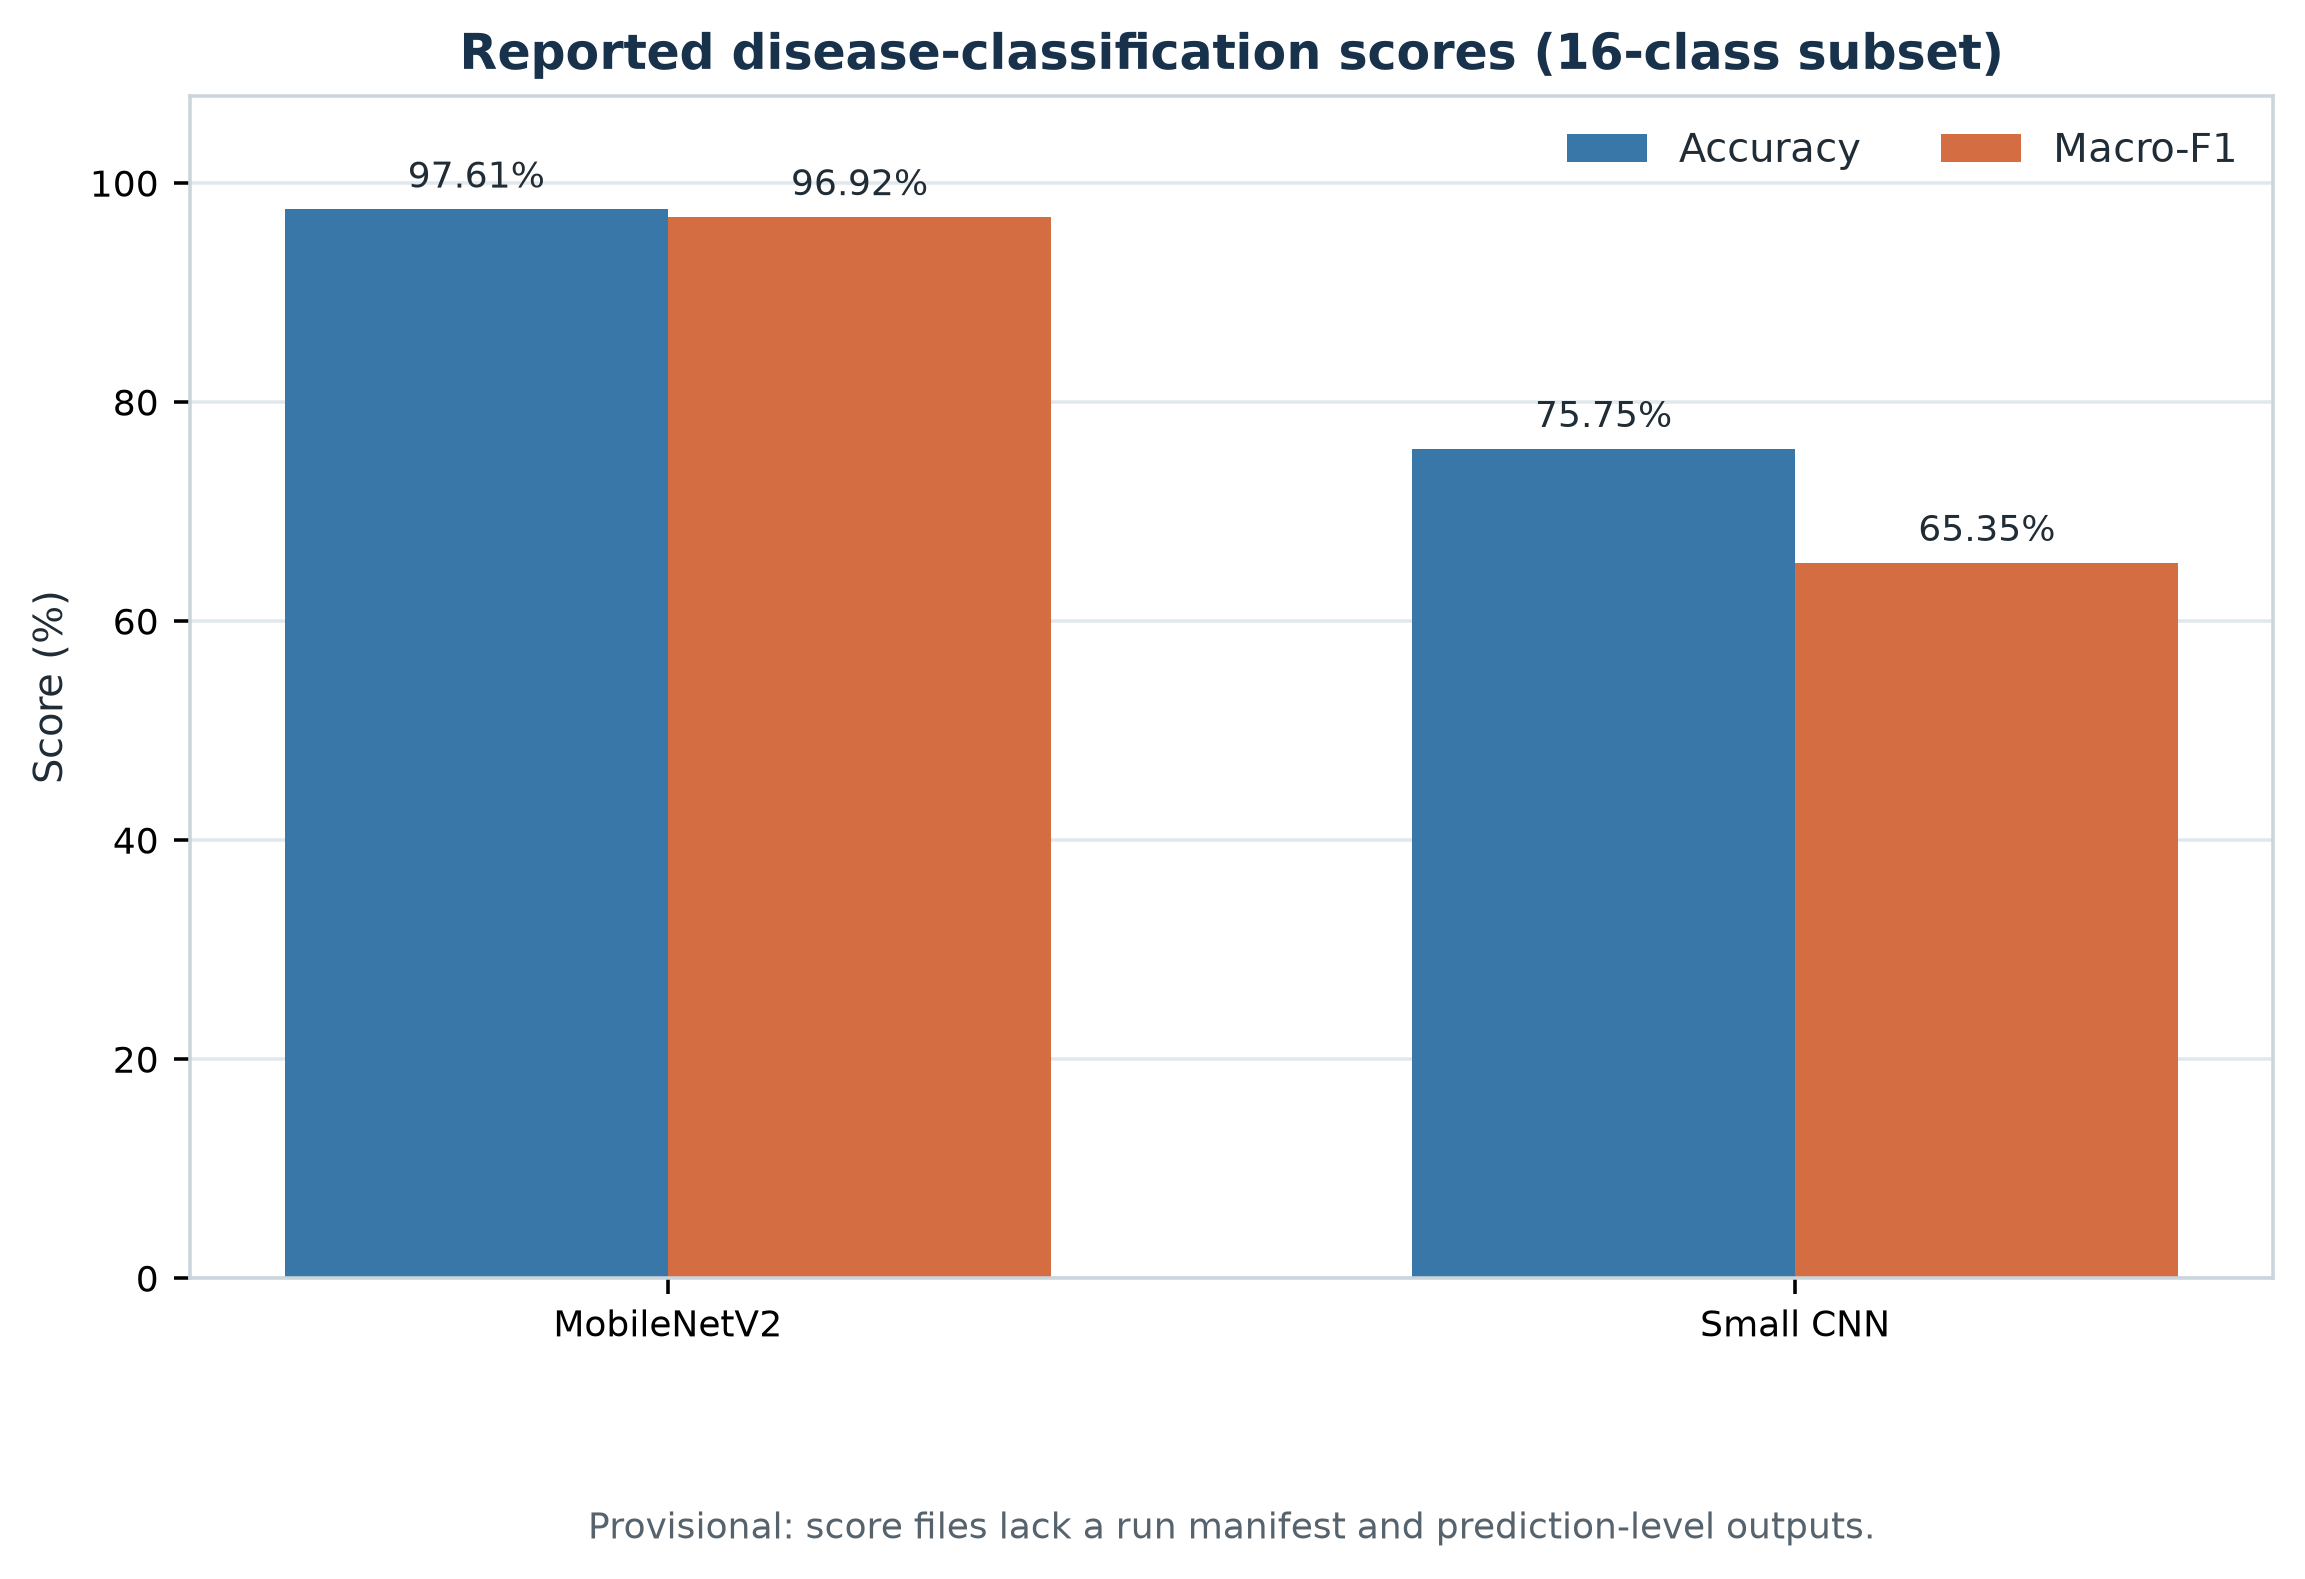 Reported disease-classification scores (16-class subset)
Accuracy
Macro-F1
97.61%
96.92%
75.75%
65.35%
Score (%)
100
80
60
40
20
0
MobileNetV2
Small CNN
Provisional: score files lack a run manifest and prediction-level outputs.